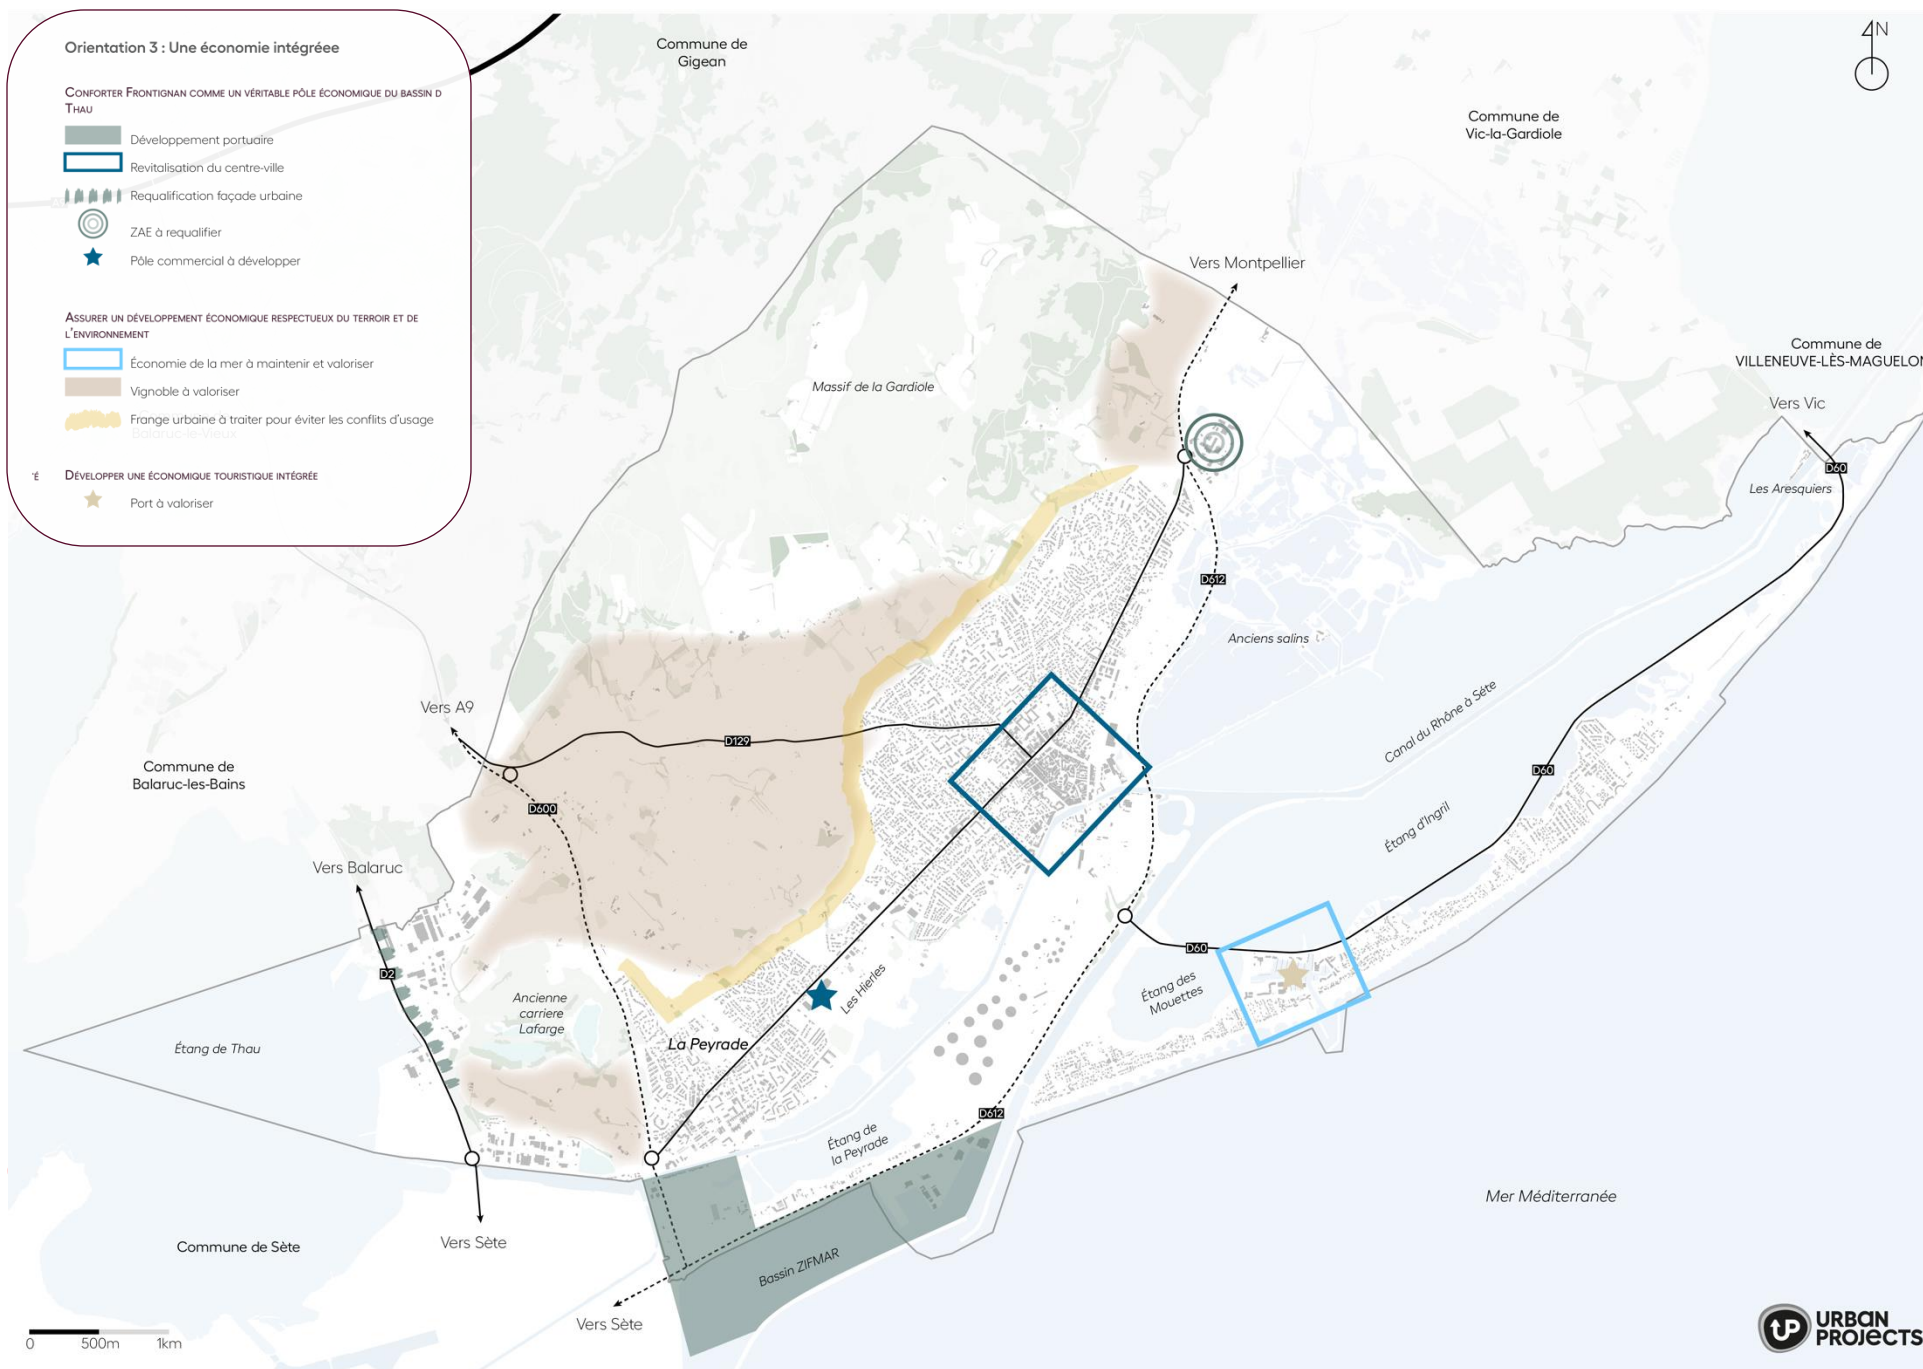 Orientation 3 : Une économie intégréee
Conforter Frontignan comme un véritable pôle économique du bassin d
Thau
Développement portuaire
Revitalisation du centre-ville
Requalification façade urbaine
ZAE à requalifier
Pôle commercial à développer
Assurer un développement économique respectueux du terroir et de
l'environnement
Économie de la mer à maintenir et valoriser
Vignoble à valoriser
Frange urbaine à traiter pour éviter les conflits d'usage
Balaruc-le-Vieux
'é
Développer une économique touristique intégrée
Port à valoriser
Commune de
Gigean
N
Commune de
Vic-la-Gardiole
Vers Montpellier
Commune de
VILLENEUVE-LÈS-MAGUELON
Massif de la Gardiole
Vers Vic
D60
Les Aresquiers
D612
Anciens salins
Vers A9
D129
Canal du Rhône à Séte
Commune de
Balaruc-les-Bains
D60
D600
Étang d'Ingril
Vers Balaruc
D60
D2
Les Hierles
Étang des
Mouettes
Ancienne
carriere
Lafarge
La Peyrade
Étang de Thau
D612
Étang de
la Peyrade
Mer Méditerranée
Vers Sète
Commune de Sète
Bassin ZIFMAR
Vers Sète
0 500m 1km
UP
URBAN
PROJECTS